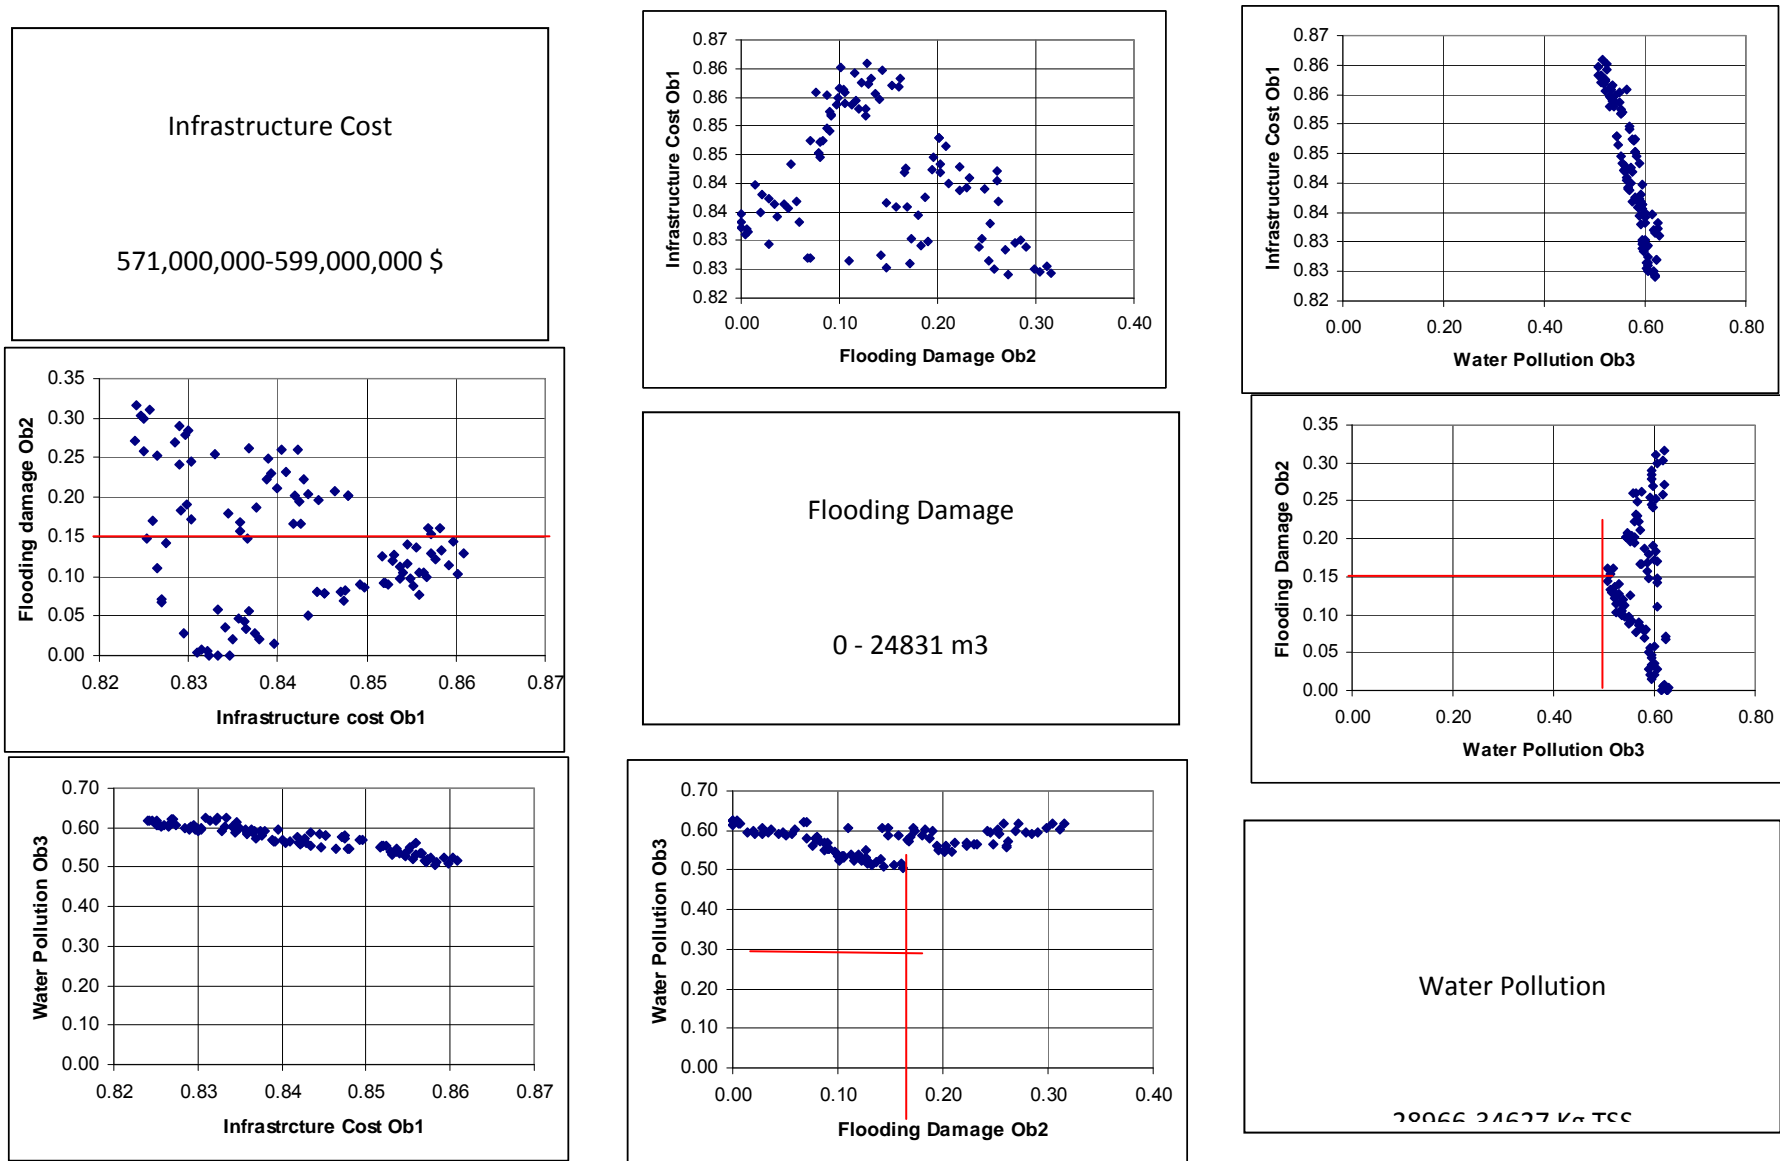 Infrastructure Cost
571,000,000-599,000,000 $
0.87
0.86
0.86
0.85
0.85
0.84
0.84
0.83
0.83
0.82
0.00 0.10 0.20 0.30 0.40
Infrastructure Cost Ob1
Flooding Damage Ob2
0.87
0.86
0.86
0.85
0.85
0.84
0.84
0.83
0.83
0.82
0.00 0.20 0.40 0.60 0.80
Infrastructure Cost Ob1
Water Pollution Ob3
0.35
0.30
0.25
0.20
0.15
0.10
0.05
0.00
0.82 0.83 0.84 0.85 0.86 0.87
Flooding damage Ob2
Infrastructure cost Ob1
Flooding Damage
0 - 24831 m3
0.35
0.30
0.25
0.20
0.15
0.10
0.05
0.00
0.00 0.20 0.40 0.60 0.80
Flooding Damage Ob2
Water Pollution Ob3
0.70
0.60
0.50
0.40
0.30
0.20
0.10
0.00
0.82 0.83 0.84 0.85 0.86 0.87
Water Pollution Ob3
Infrastrcture Cost Ob1
0.70
0.60
0.50
0.40
0.30
0.20
0.10
0.00
0.00 0.10 0.20 0.30 0.40
Water Pollution Ob3
Flooding Damage Ob2
Water Pollution
28966-34627 Kg TSS